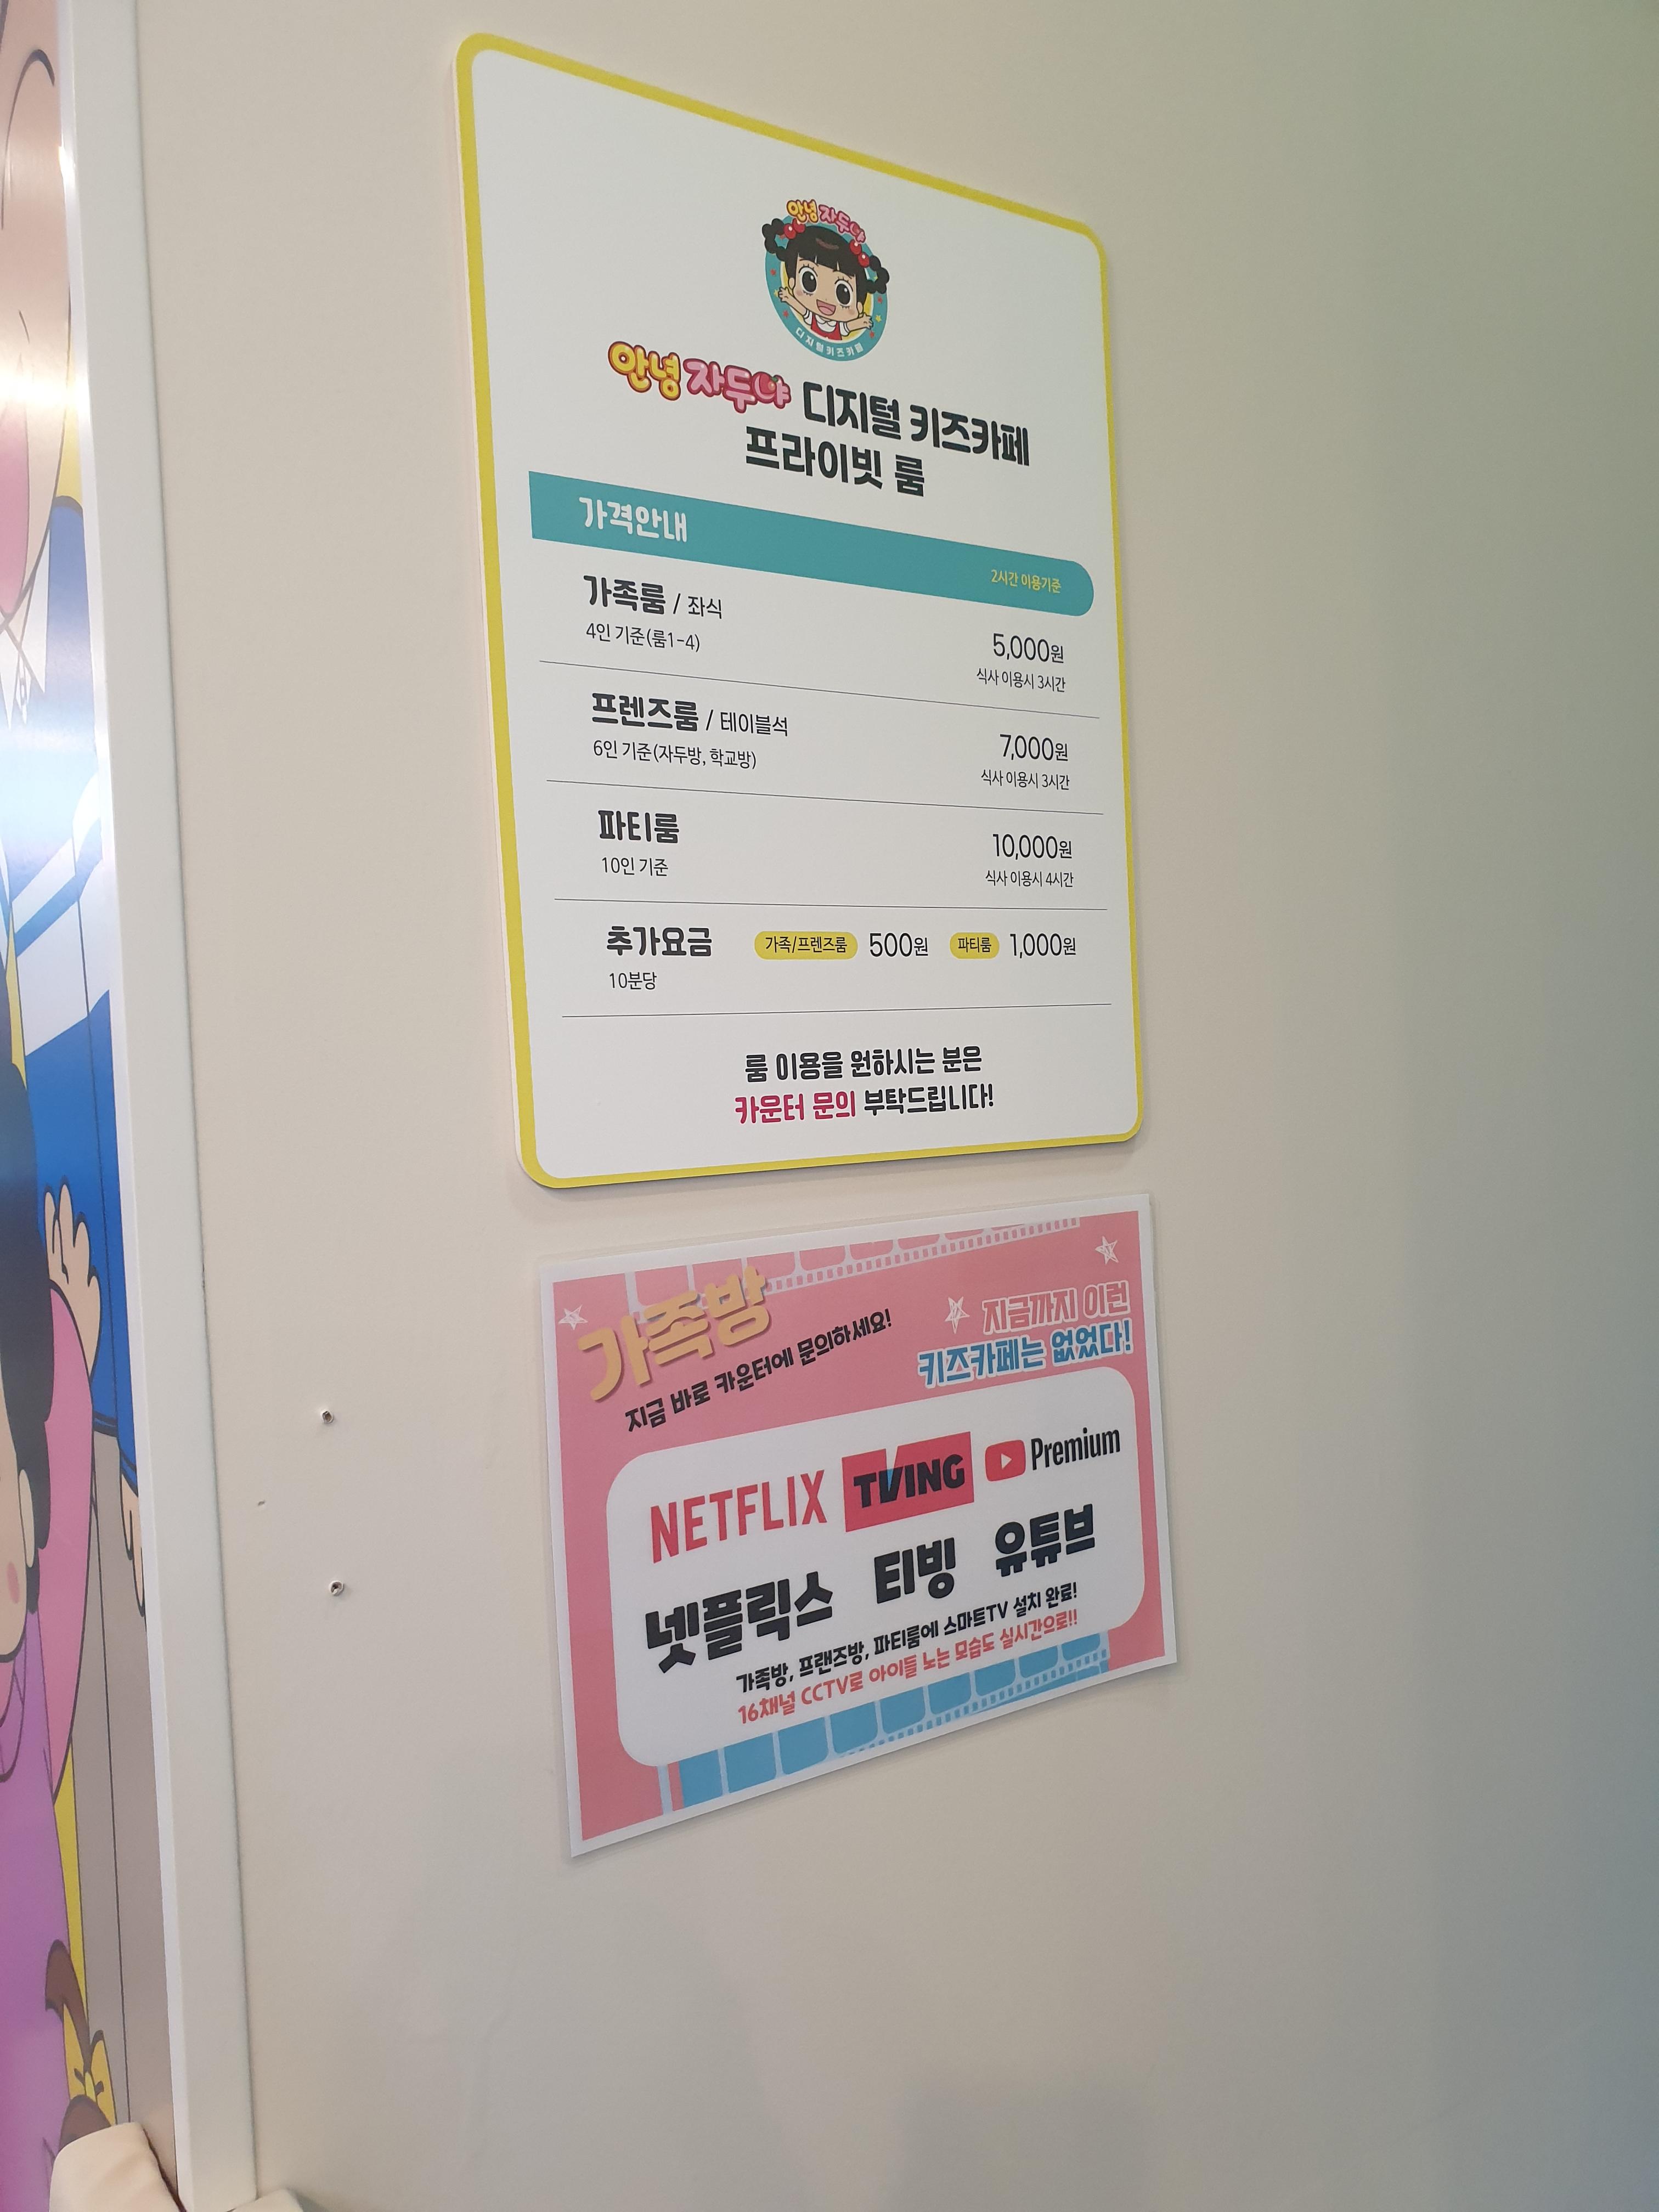 안녕 자두야
디지털키즈카페
안녕 자두야 디지털 키즈카페
프라이빗 룸
가격안내
2시간 이용기준
가족룸 / 좌식
4인 기준(룸1-4)
5,000원
식사 이용시 3시간
프렌즈룸 / 테이블석
6인 기준(자두방, 학교방)
7,000원
식사 이용시 3시간
파티룸
10인 기준
10,000원
식사 이용시 4시간
추가요금 가족/프렌즈룸 500원 파티룸 1,000원
10분당
룸 이용을 원하시는 분은
카운터 문의 부탁드립니다!
가족방
지금 바로 카운터에 문의하세요!
지금까지 이런
키즈카페는 없었다!
NETFLIX TVING Premium
넷플릭스 티빙 유튜브
가족방, 프랜즈방, 파티룸에 스마트TV 설치 완료!
16채널 CCTV로 아이들 노는 모습도 실시간으로!!